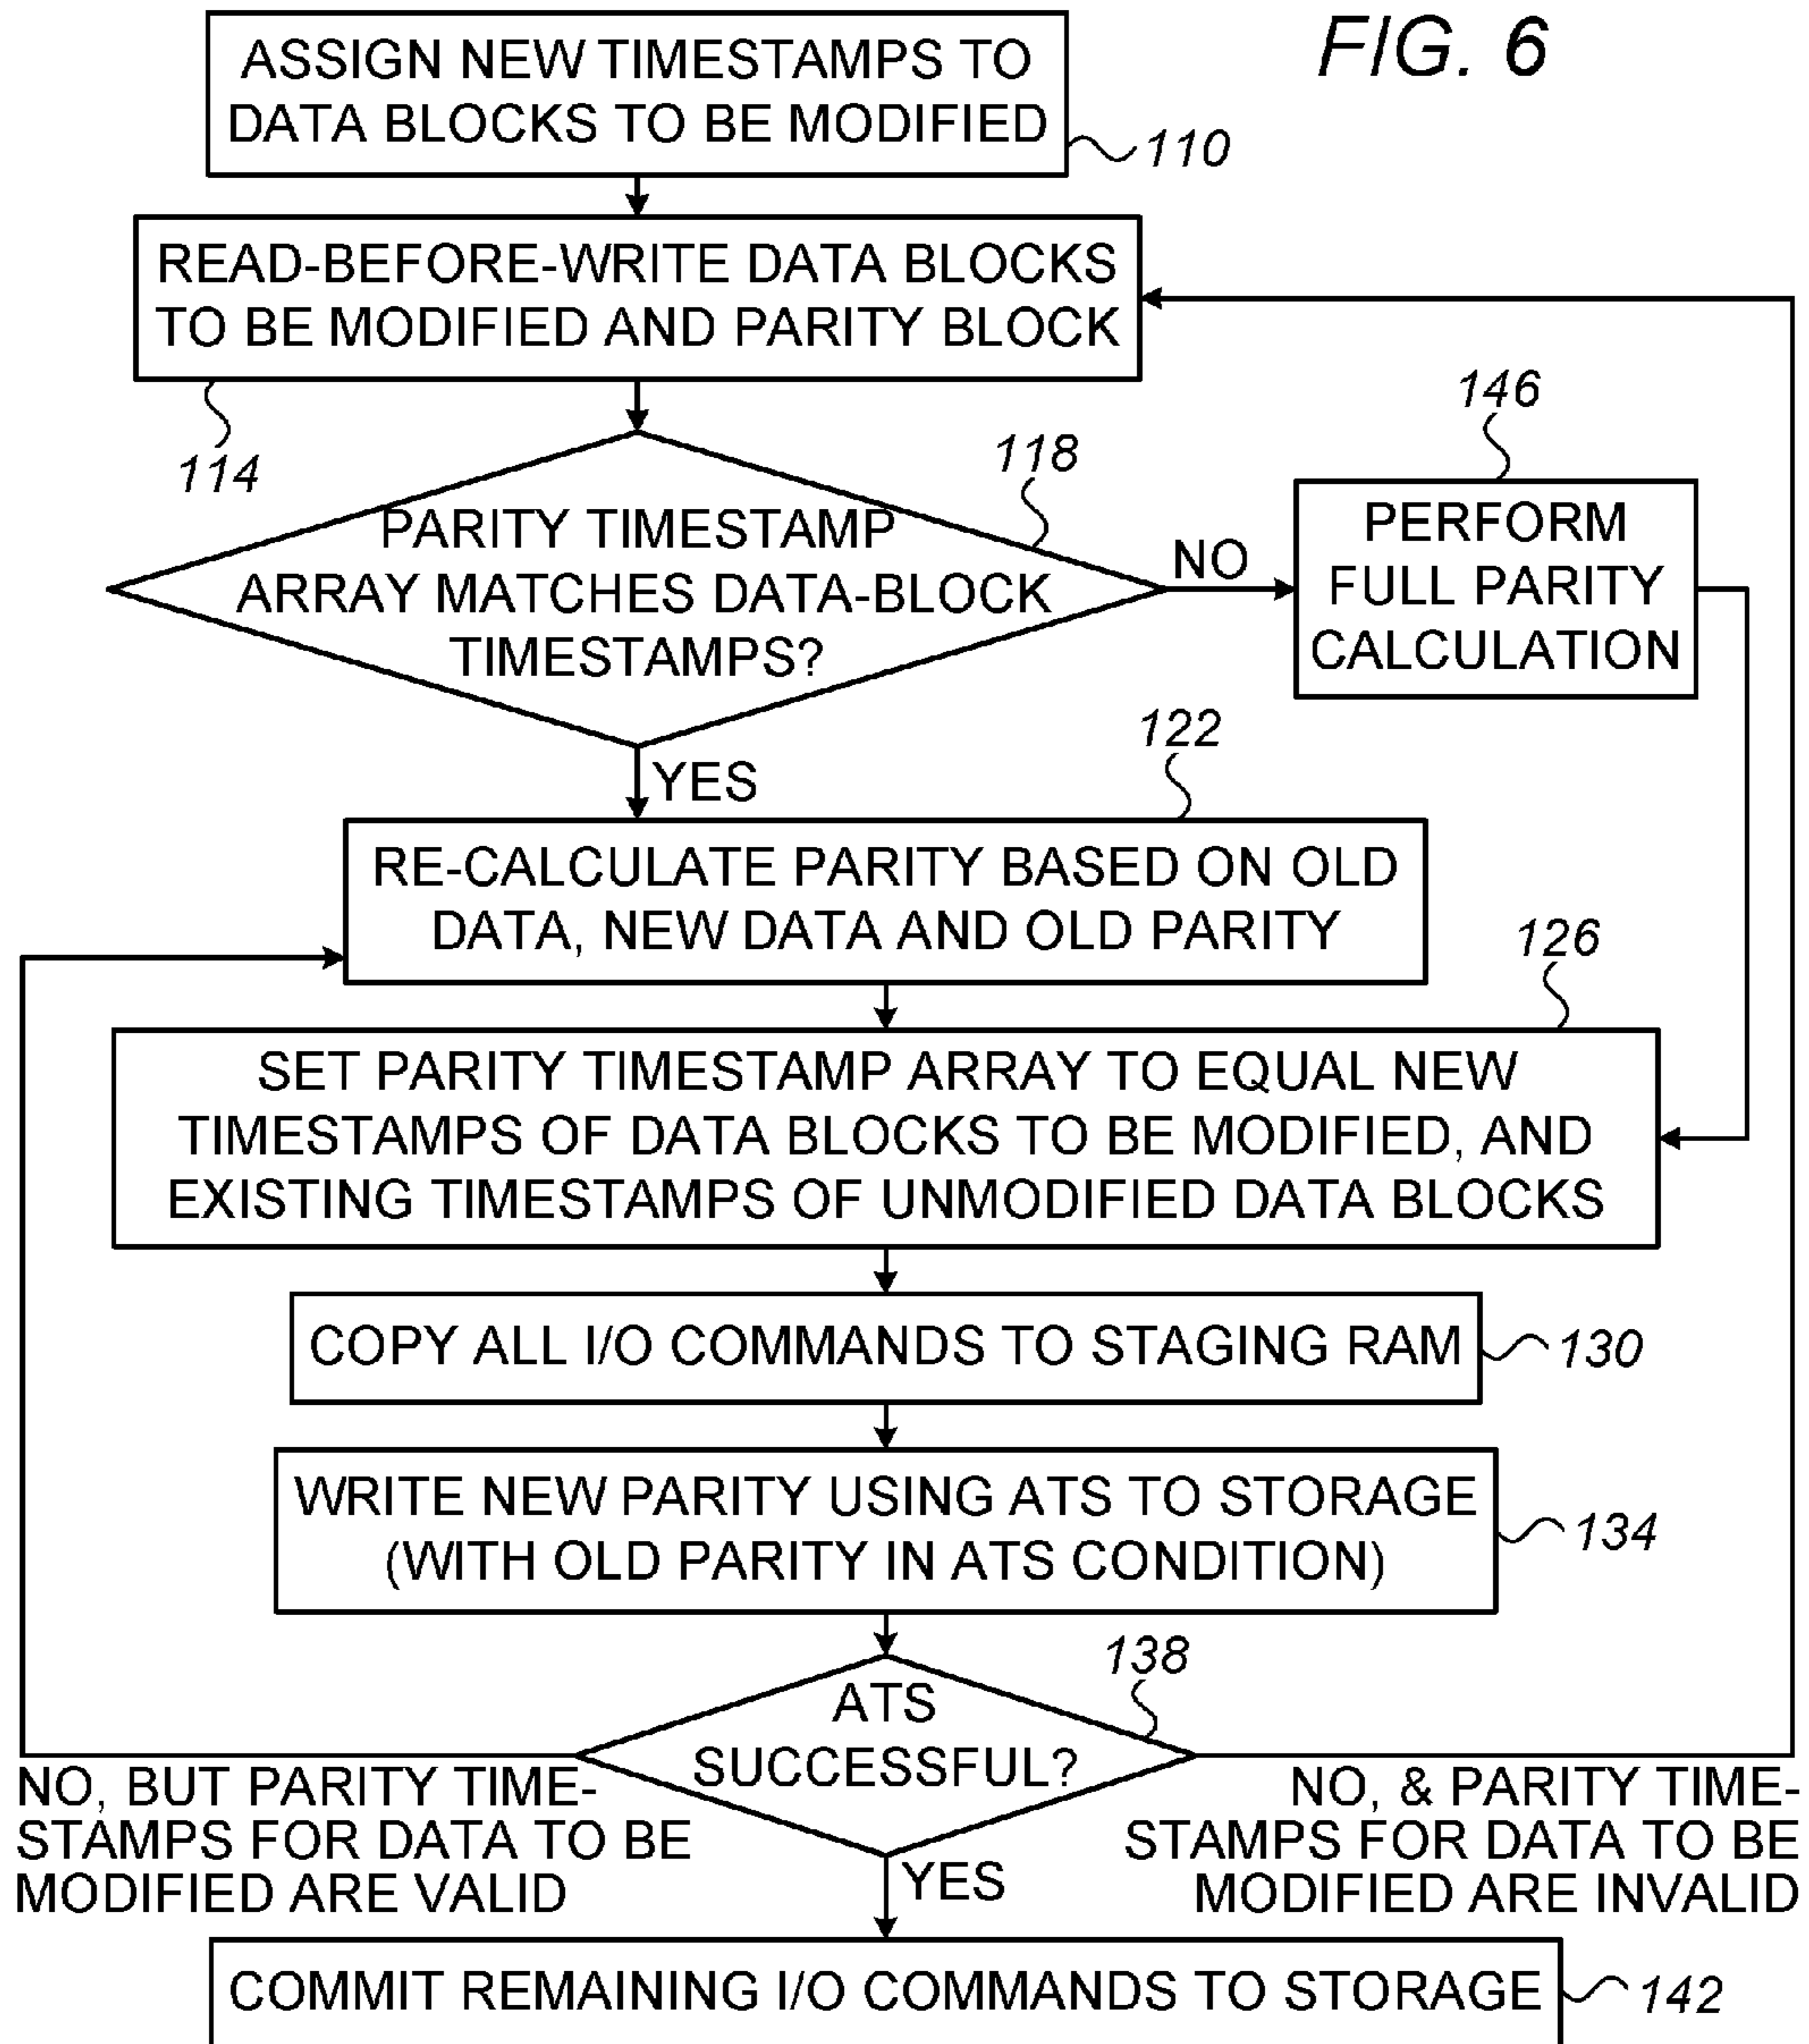 FIG. 6
ASSIGN NEW TIMESTAMPS TO
DATA BLOCKS TO BE MODIFIED
110
READ-BEFORE-WRITE DATA BLOCKS
TO BE MODIFIED AND PARITY BLOCK
114
118
PARITY TIMESTAMP
ARRAY MATCHES DATA-BLOCK
TIMESTAMPS?
NO
146
PERFORM
FULL PARITY
CALCULATION
YES
122
RE-CALCULATE PARITY BASED ON OLD
DATA, NEW DATA AND OLD PARITY
126
SET PARITY TIMESTAMP ARRAY TO EQUAL NEW
TIMESTAMPS OF DATA BLOCKS TO BE MODIFIED, AND
EXISTING TIMESTAMPS OF UNMODIFIED DATA BLOCKS
COPY ALL I/O COMMANDS TO STAGING RAM
130
WRITE NEW PARITY USING ATS TO STORAGE
(WITH OLD PARITY IN ATS CONDITION)
134
138
ATS
SUCCESSFUL?
NO, BUT PARITY TIME-
STAMPS FOR DATA TO BE
MODIFIED ARE VALID
NO, & PARITY TIME-
STAMPS FOR DATA TO BE
MODIFIED ARE INVALID
YES
COMMIT REMAINING I/O COMMANDS TO STORAGE
142